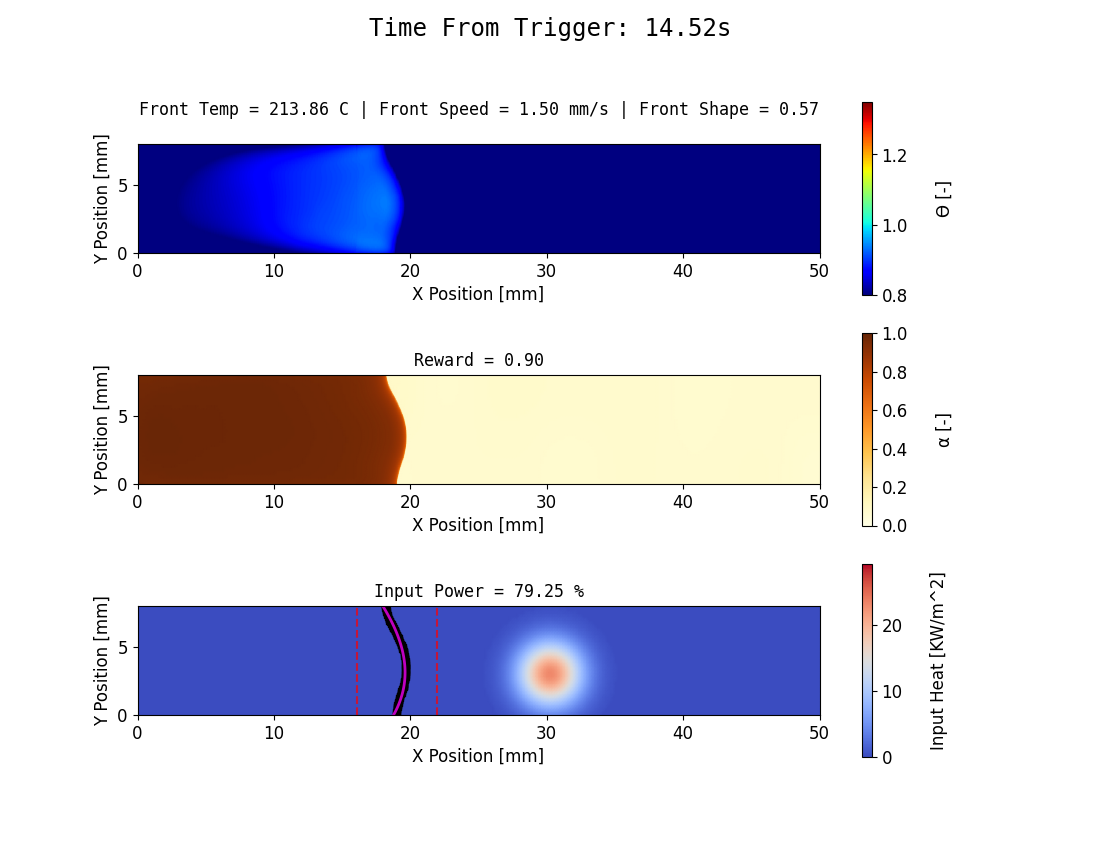 Time From Trigger: 14.52s
Front Temp = 213.86 C | Front Speed = 1.50 mm/s | Front Shape = 0.57
Y Position [mm]
5
0
0 10 20 30 40 50
X Position [mm]
1.2
1.0
0.8
Θ [-]
Reward = 0.90
Y Position [mm]
5
0
0 10 20 30 40 50
X Position [mm]
1.0
0.8
0.6
0.4
0.2
0.0
α [-]
Input Power = 79.25 %
Y Position [mm]
5
0
0 10 20 30 40 50
X Position [mm]
20
10
0
Input Heat [KW/m^2]